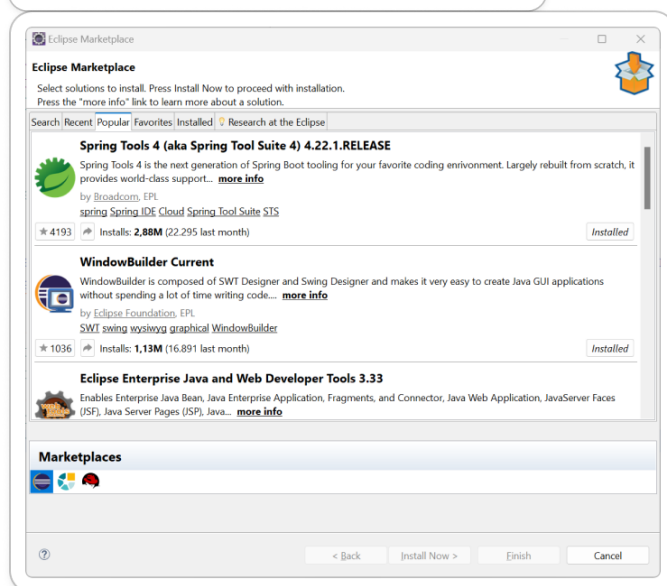 Eclipse Marketplace
Eclipse Marketplace
Select solutions to install. Press Install Now to proceed with installation.
Press the "more info" link to learn more about a solution.
Search Recent Popular Favorites Installed Research at the Eclipse
Spring Tools 4 (aka Spring Tool Suite 4) 4.22.1.RELEASE
Spring Tools 4 is the next generation of Spring Boot tooling for your favorite coding enrivonment. Largely rebuilt from scratch, it
provides world-class support... more info
by Broadcom, EPL
spring Spring IDE Cloud Spring Tool Suite STS
4193 Installs: 2,88M (22.295 last month) Installed
WindowBuilder Current
WindowBuilder is composed of SWT Designer and Swing Designer and makes it very easy to create Java GUI applications
without spending a lot of time writing code.... more info
by Eclipse Foundation, EPL
SWT swing wysiwyg graphical WindowBuilder
1036 Installs: 1,13M (16.891 last month) Installed
Eclipse Enterprise Java and Web Developer Tools 3.33
Enables Enterprise Java Bean, Java Enterprise Application, Fragments, and Connector, Java Web Application, JavaServer Faces
(JSF), Java Server Pages (JSP), Java... more info
Marketplaces
? < Back Install Now > Finish Cancel